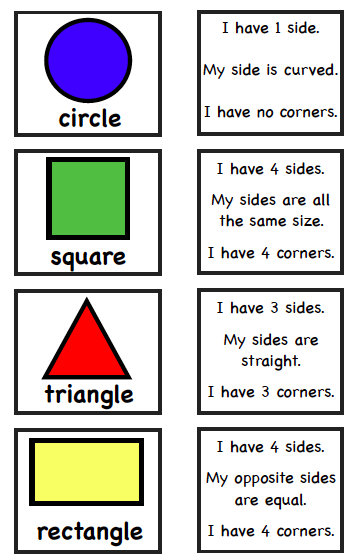 circle
I have 1 side.
My side is curved.
I have no corners.
square
I have 4 sides.
My sides are all
the same size.
I have 4 corners.
triangle
I have 3 sides.
My sides are
straight.
I have 3 corners.
rectangle
I have 4 sides.
My opposite sides
are equal.
I have 4 corners.